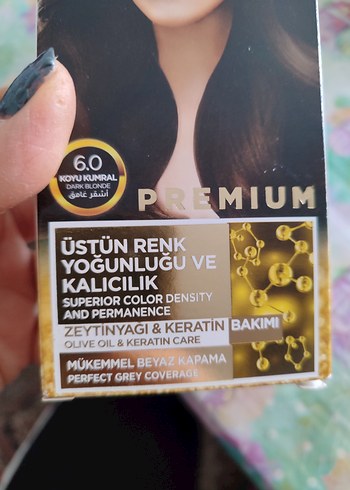 6.0
KOYU KUMRAL
DARK BLONDE
أشقر غامق
PREMIUM
ÜSTÜN RENK
YOĞUNLUĞU VE
KALICILIK
SUPERIOR COLOR DENSITY
AND PERMANENCE
ZEYTİNYAĞI & KERATİN BAKIMI
OLIVE OIL & KERATIN CARE
MÜKEMMEL BEYAZ KAPAMA
PERFECT GREY COVERAGE